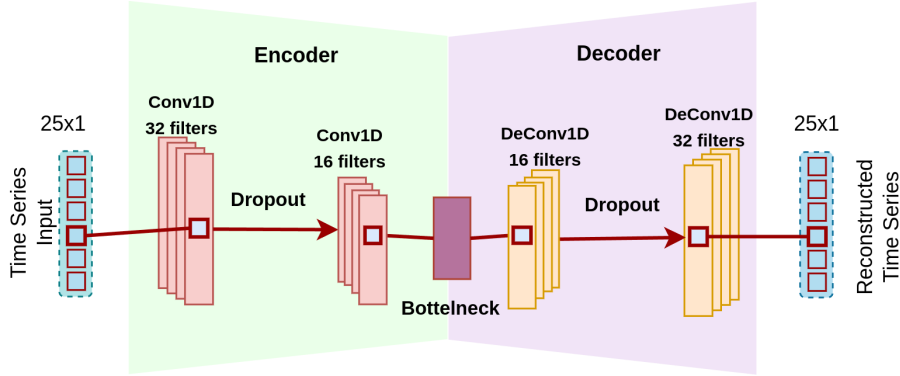 Encoder
Decoder
Conv1D
32 filters
Conv1D
16 filters
DeConv1D
16 filters
DeConv1D
32 filters
25x1
25x1
Time Series
Input
Dropout
Dropout
Bottelneck
Reconstructed
Time Series